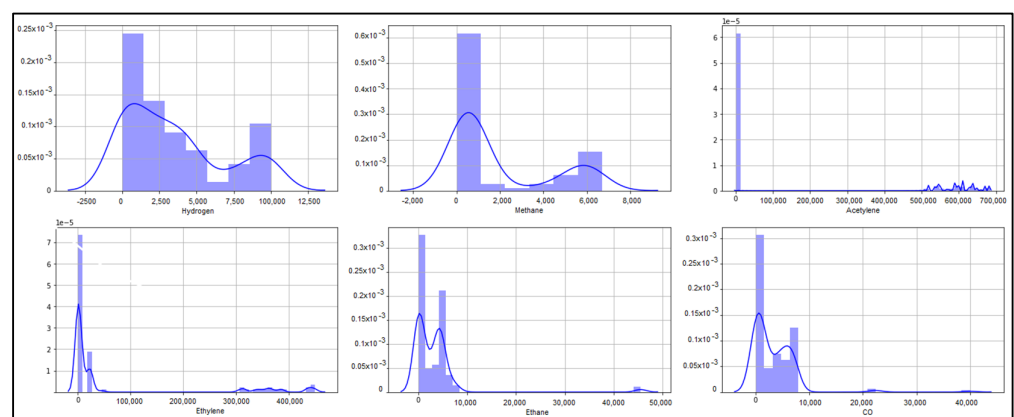 0.25x10⁻³
0.2x10⁻³
0.15x10⁻³
0.1x10⁻³
0.05x10⁻³
0
-2500 0 2,500 5,000 7,500 10,000 12,500
Hydrogen
0.6x10⁻³
0.5x10⁻³
0.4x10⁻³
0.3x10⁻³
0.2x10⁻³
0.1x10⁻³
0
-2,000 0 2,000 4,000 6,000 8,000
Methane
1e-5
6
5
4
3
2
1
0 100,000 200,000 300,000 400,000 500,000 600,000 700,000
Acetylene
1e-5
7
6
5
4
3
2
1
0 100,000 200,000 300,000 400,000
Ethylene
0.3x10⁻³
0.25x10⁻³
0.2x10⁻³
0.15x10⁻³
0.1x10⁻³
0.05x10⁻³
0
0 10,000 20,000 30,000 40,000 50,000
Ethane
0.3x10⁻³
0.25x10⁻³
0.2x10⁻³
0.15x10⁻³
0.1x10⁻³
0.05x10⁻³
0
0 10,000 20,000 30,000 40,000
CO